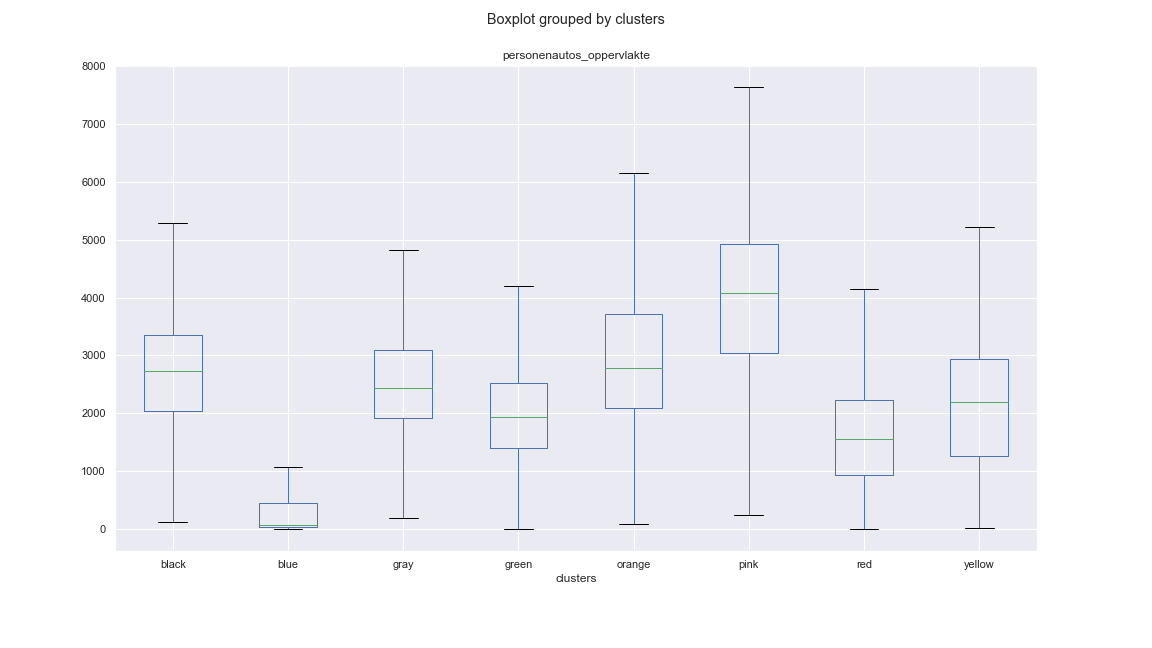 Boxplot grouped by clusters
personenautos_oppervlakte
8000
7000
6000
5000
4000
3000
2000
1000
0
black blue gray green orange pink red yellow
clusters